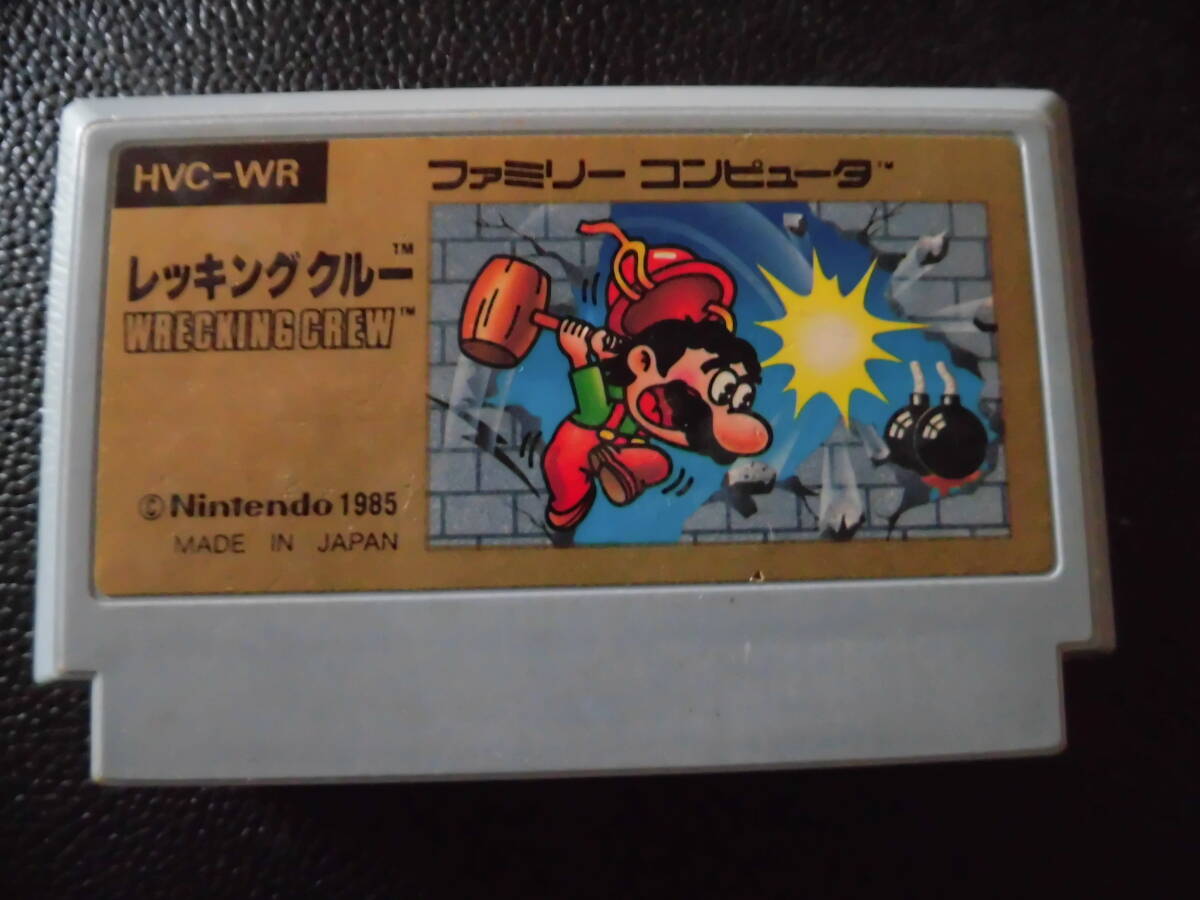 HVC-WR
ファミリー コンピュータ™
レッキングクルー™
WRECKING CREW™
©Nintendo 1985
MADE IN JAPAN